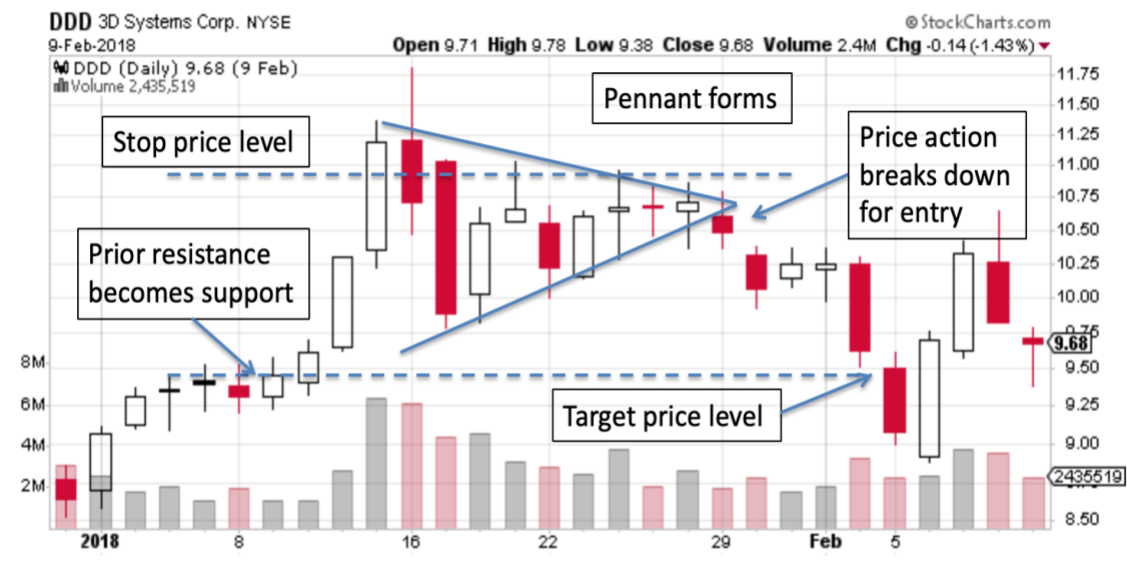 DDD 3D Systems Corp. NYSE
© StockCharts.com
9-Feb-2018
Open 9.71 High 9.78 Low 9.38 Close 9.68 Volume 2.4M Chg -0.14 (-1.43%)
DDD (Daily) 9.68 (9 Feb)
Volume 2,435,519
Pennant forms
Stop price level
Price action
breaks down
for entry
Prior resistance
becomes support
Target price level
11.75
11.50
11.25
11.00
10.75
10.50
10.25
10.00
9.75
9.68
9.50
9.25
9.00
2435519
8.50
8M
6M
4M
2M
2018
8
16
22
29
Feb
5